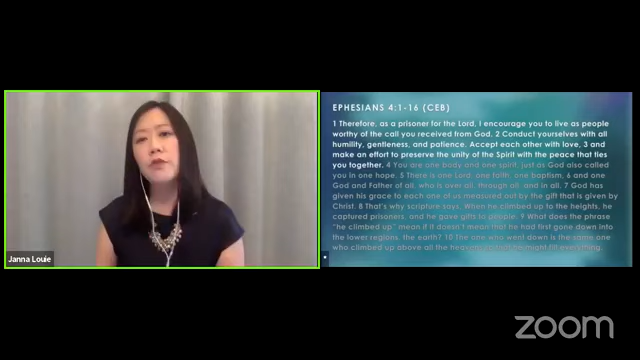 EPHESIANS 4:1-16 (CEB)
1 Therefore, as a prisoner for the Lord, I encourage you to live as people
worthy of the call you received from God. 2 Conduct yourselves with all
humility, gentleness, and patience. Accept each other with love, 3 and
make an effort to preserve the unity of the Spirit with the peace that ties
you together. 4 You are one body and one spirit, just as God also called
you in one hope. 5 There is one Lord, one faith, one baptism, 6 and one
God and Father of all, who is over all, through all, and in all. 7 God has
given his grace to each one of us measured out by the gift that is given by
Christ. 8 That's why scripture says, When he climbed up to the heights, he
captured prisoners, and he gave gifts to people. 9 What does the phrase
"he climbed up" mean if it doesn't mean that he had first gone down into
the lower regions, the earth? 10 The one who went down is the same one
who climbed up above all the heavens so that he might fill everything.
Janna Louie
zoom